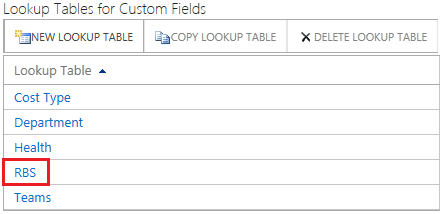 Lookup Tables for Custom Fields
NEW LOOKUP TABLE COPY LOOKUP TABLE DELETE LOOKUP TABLE
Lookup Table
Cost Type
Department
Health
RBS
Teams